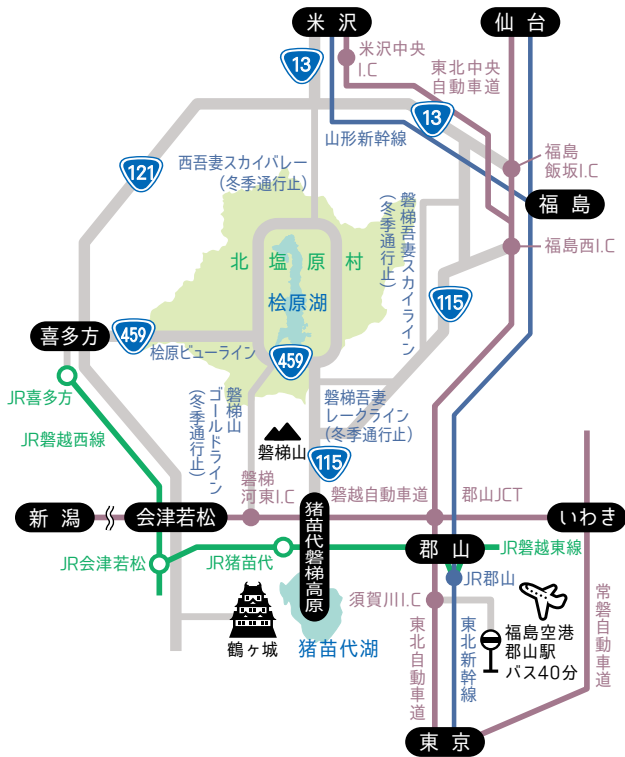 米沢
仙台
13
米沢中央
I.C
東北中央
自動車道
13
山形新幹線
121
西吾妻スカイバレー
(冬季通行止)
福島
飯坂I.C
福島
磐梯吾妻スカイライン
(冬季通行止)
福島西I.C
北塩原村
桧原湖
115
喜多方
459
桧原ビューライン
459
JR喜多方
磐梯山
ゴールドライン
(冬季通行止)
磐梯吾妻
レークライン
(冬季通行止)
JR磐越西線
磐梯山
115
磐梯
河東I.C
磐越自動車道
郡山JCT
新潟
会津若松
猪苗代磐梯高原
いわき
郡山
JR磐越東線
JR会津若松
JR猪苗代
JR郡山
須賀川I.C
東北自動車道
東北新幹線
福島空港
郡山駅
バス40分
常磐自動車道
鶴ヶ城
猪苗代湖
東京